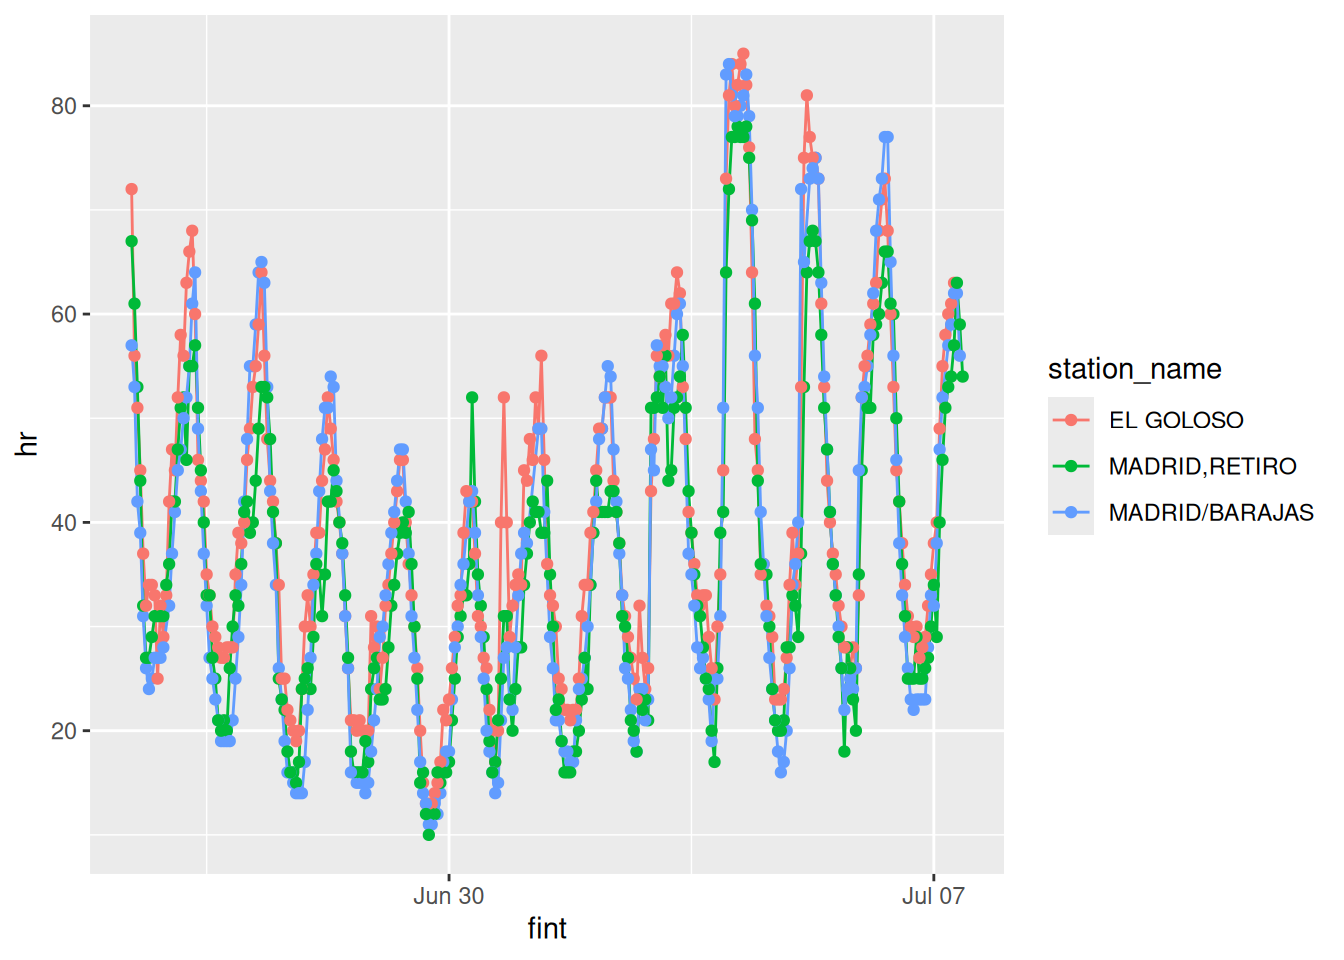 hr
80
60
40
20
Jun 30
Jul 07
fint
station_name
EL GOLOSO
MADRID,RETIRO
MADRID/BARAJAS